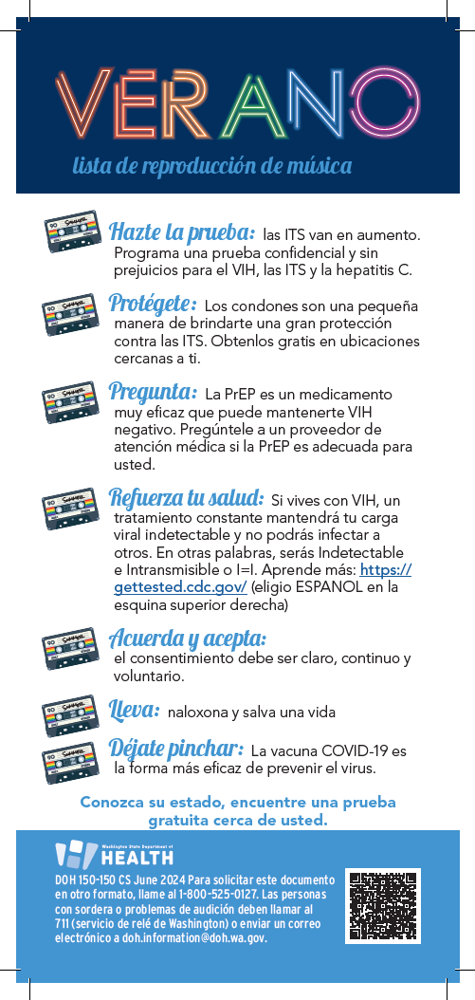 VERANO
lista de reproducción de música
Hazte la prueba: las ITS van en aumento.
Programa una prueba confidencial y sin
prejuicios para el VIH, las ITS y la hepatitis C.
Protégete: Los condones son una pequeña
manera de brindarte una gran protección
contra las ITS. Obtenlos gratis en ubicaciones
cercanas a ti.
Pregunta: La PrEP es un medicamento
muy eficaz que puede mantenerte VIH
negativo. Pregúntele a un proveedor de
atención médica si la PrEP es adecuada para
usted.
Refuerza tu salud: Si vives con VIH, un
tratamiento constante mantendrá tu carga
viral indetectable y no podrás infectar a
otros. En otras palabras, serás Indetectable
e Intransmisible o I=I. Aprende más: https://
gettested.cdc.gov/ (eligio ESPANOL en la
esquina superior derecha)
Acuerda y acepta:
el consentimiento debe ser claro, continuo y
voluntario.
Lleva: naloxona y salva una vida
Déjate pinchar: La vacuna COVID-19 es
la forma más eficaz de prevenir el virus.
Conozca su estado, encuentre una prueba
gratuita cerca de usted.
Washington State Department of
HEALTH
DOH 150-150 CS June 2024 Para solicitar este documento
en otro formato, llame al 1-800-525-0127. Las personas
con sordera o problemas de audición deben llamar al
711 (servicio de relé de Washington) o enviar un correo
electrónico a doh.information@doh.wa.gov.